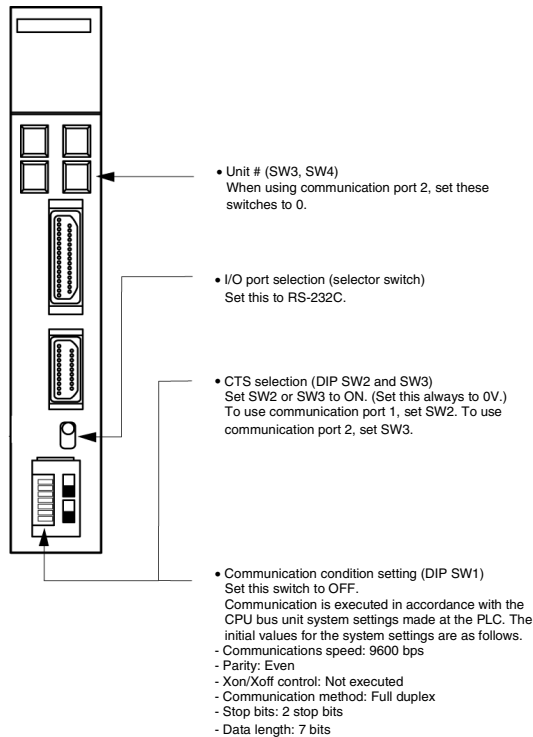 • Unit # (SW3, SW4)
When using communication port 2, set these
switches to 0.
• I/O port selection (selector switch)
Set this to RS-232C.
• CTS selection (DIP SW2 and SW3)
Set SW2 or SW3 to ON. (Set this always to 0V.)
To use communication port 1, set SW2. To use
communication port 2, set SW3.
• Communication condition setting (DIP SW1)
Set this switch to OFF.
Communication is executed in accordance with the
CPU bus unit system settings made at the PLC. The
initial values for the system settings are as follows.
- Communications speed: 9600 bps
- Parity: Even
- Xon/Xoff control: Not executed
- Communication method: Full duplex
- Stop bits: 2 stop bits
- Data length: 7 bits